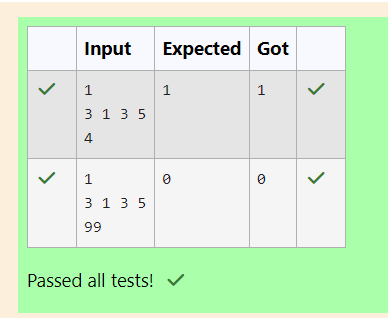 Input Expected Got
1 1 1
3 1 3 5
4
1 0 0
3 1 3 5
99
Passed all tests!